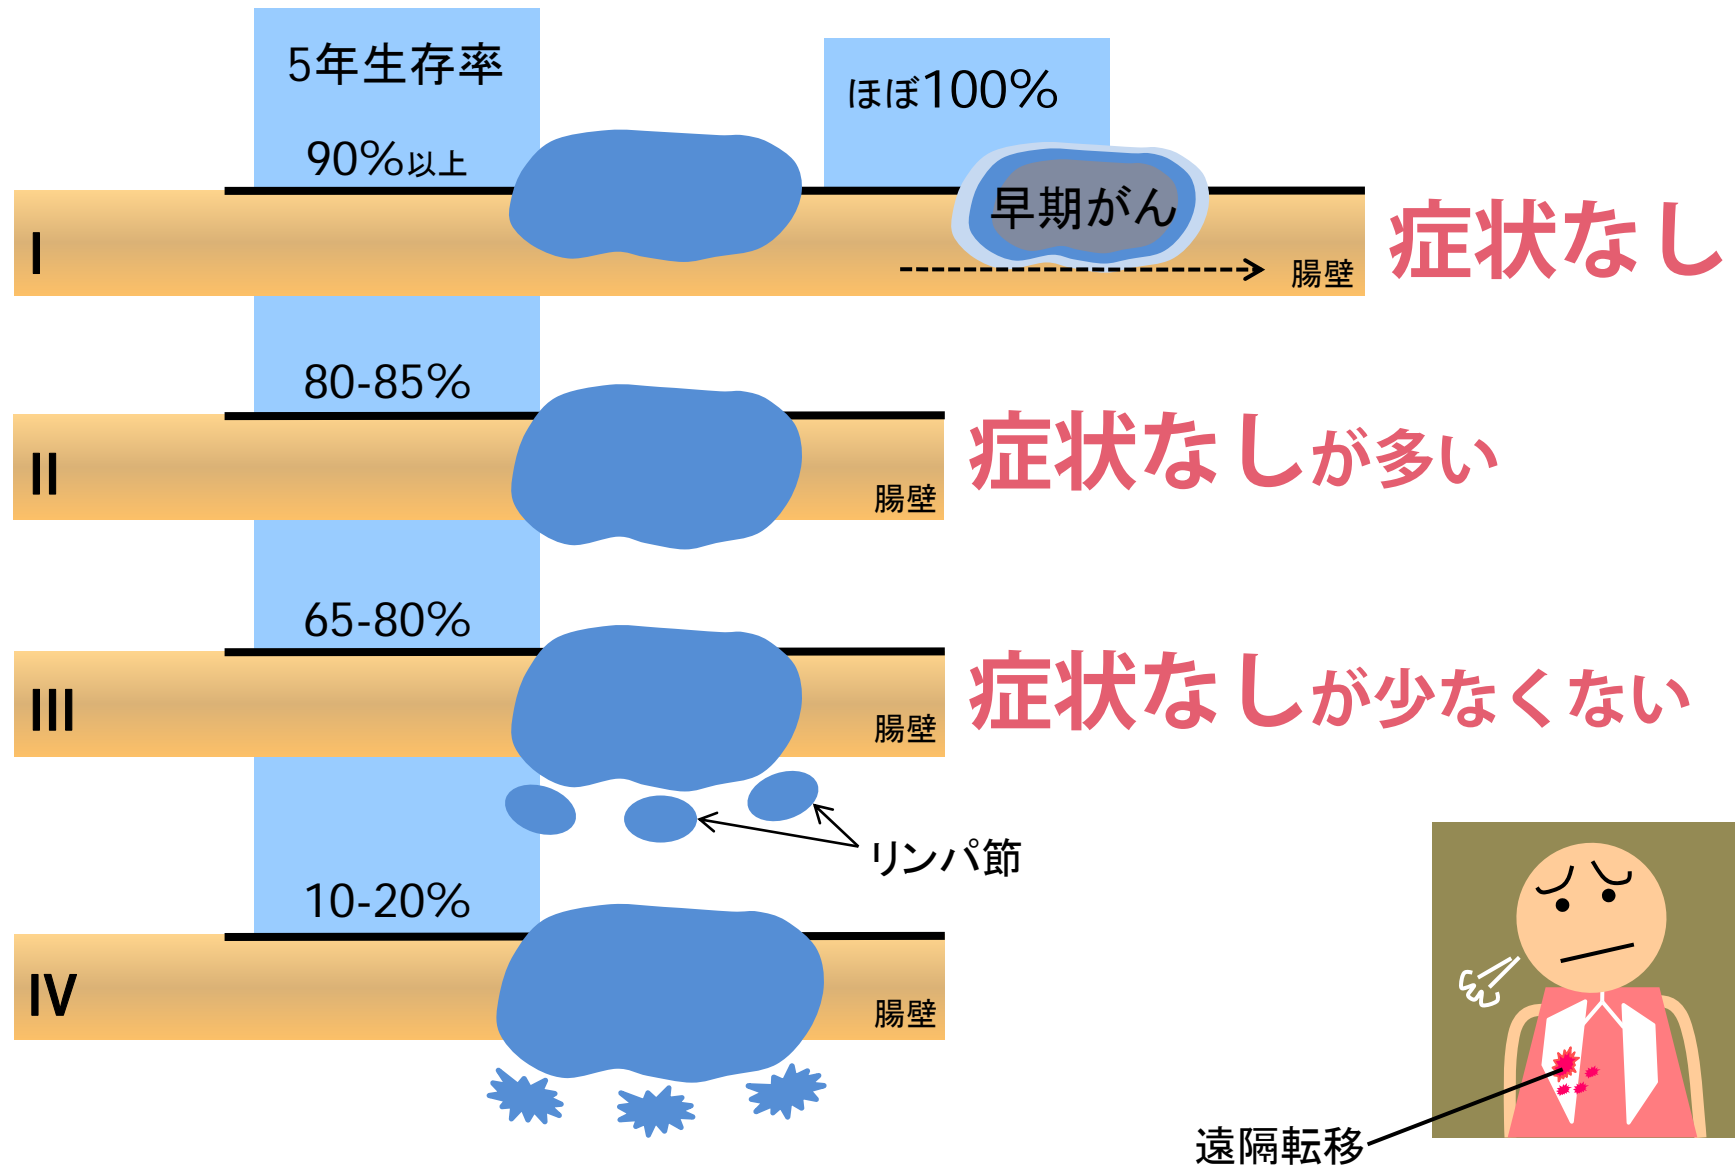 5年生存率
ほぼ100%
90%以上
早期がん
I
腸壁
症状なし
80-85%
II
腸壁
症状なしが多い
65-80%
III
腸壁
症状なしが少なくない
リンパ節
10-20%
IV
腸壁
遠隔転移